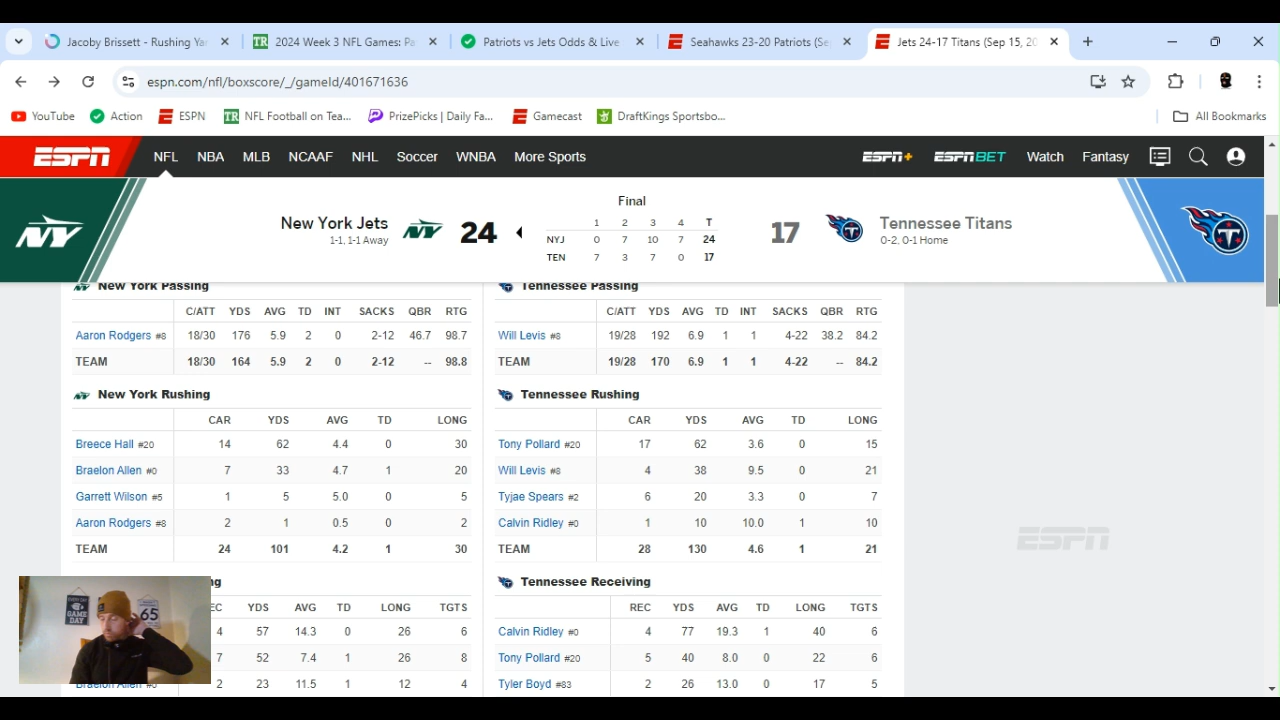 Jacoby Brissett - Rushing Ya
2024 Week 3 NFL Games: Pa
Patriots vs Jets Odds & Live
Seahawks 23-20 Patriots (Se
Jets 24-17 Titans (Sep 15, 20
espn.com/nfl/boxscore/_/gameId/401671636
YouTube Action ESPN NFL Football on Tea... PrizePicks | Daily Fa... Gamecast DraftKings Sportsbo... All Bookmarks
ESPN NFL NBA MLB NCAAF NHL Soccer WNBA More Sports ESPN+ ESPN BET Watch Fantasy
Final
New York Jets 24 17 Tennessee Titans
1-1, 1-1 Away 0-2, 0-1 Home
1 2 3 4 T
NYJ 0 7 10 7 24
TEN 7 3 7 0 17
New York Passing
C/ATT YDS AVG TD INT SACKS QBR RTG
Aaron Rodgers #8 18/30 176 5.9 2 0 2-12 46.7 98.7
TEAM 18/30 164 5.9 2 0 2-12 -- 98.8
Tennessee Passing
C/ATT YDS AVG TD INT SACKS QBR RTG
Will Levis #8 19/28 192 6.9 1 1 4-22 38.2 84.2
TEAM 19/28 170 6.9 1 1 4-22 -- 84.2
New York Rushing
CAR YDS AVG TD LONG
Breece Hall #20 14 62 4.4 0 30
Braelon Allen #0 7 33 4.7 1 20
Garrett Wilson #5 1 5 5.0 0 5
Aaron Rodgers #8 2 1 0.5 0 2
TEAM 24 101 4.2 1 30
Tennessee Rushing
CAR YDS AVG TD LONG
Tony Pollard #20 17 62 3.6 0 15
Will Levis #8 4 38 9.5 0 21
Tyjae Spears #2 6 20 3.3 0 7
Calvin Ridley #0 1 10 10.0 1 10
TEAM 28 130 4.6 1 21
YDS AVG TD LONG TGTS
4 57 14.3 0 26 6
7 52 7.4 1 26 8
Braelon Allen #0 2 23 11.5 1 12 4
Tennessee Receiving
REC YDS AVG TD LONG TGTS
Calvin Ridley #0 4 77 19.3 1 40 6
Tony Pollard #20 5 40 8.0 0 22 6
Tyler Boyd #83 2 26 13.0 0 17 5
ESPN
GAME
DAY
65